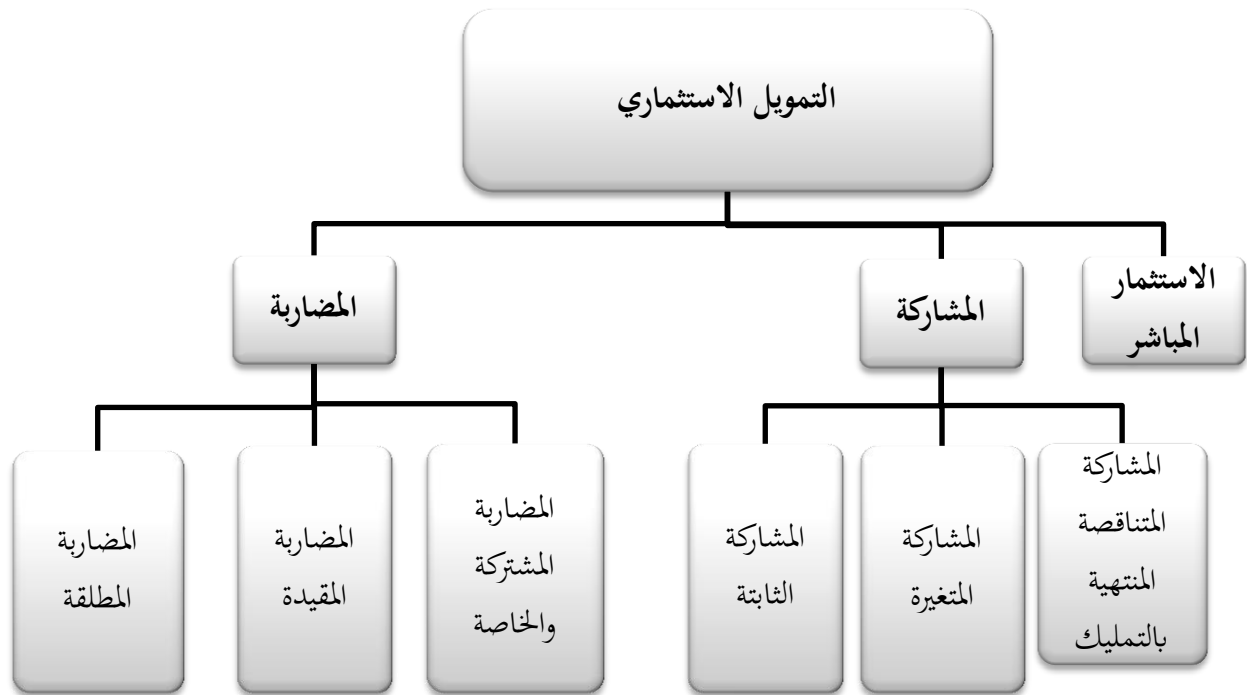 التمويل الاستثماري
الاستثمار
المباشر
المشاركة
المضاربة
المشاركة
المتناقصة
المنتهية
بالتمليك
المشاركة
المتغيرة
المشاركة
الثابتة
المضاربة
المشتركة
والخاصة
المضاربة
المقيدة
المضاربة
المطلقة